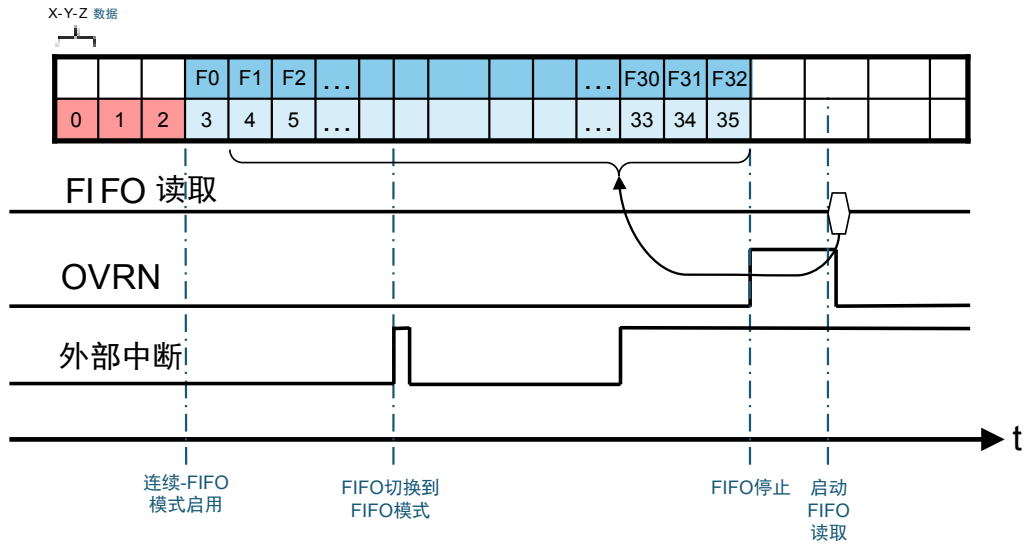 X-Y-Z 数据
F0 F1 F2 ... ... F30 F31 F32
0 1 2 3 4 5 ... ... 33 34 35
FIFO 读取
OVRN
外部中断
t
连续-FIFO
模式启用
FIFO切换到
FIFO模式
FIFO停止
启动
FIFO
读取